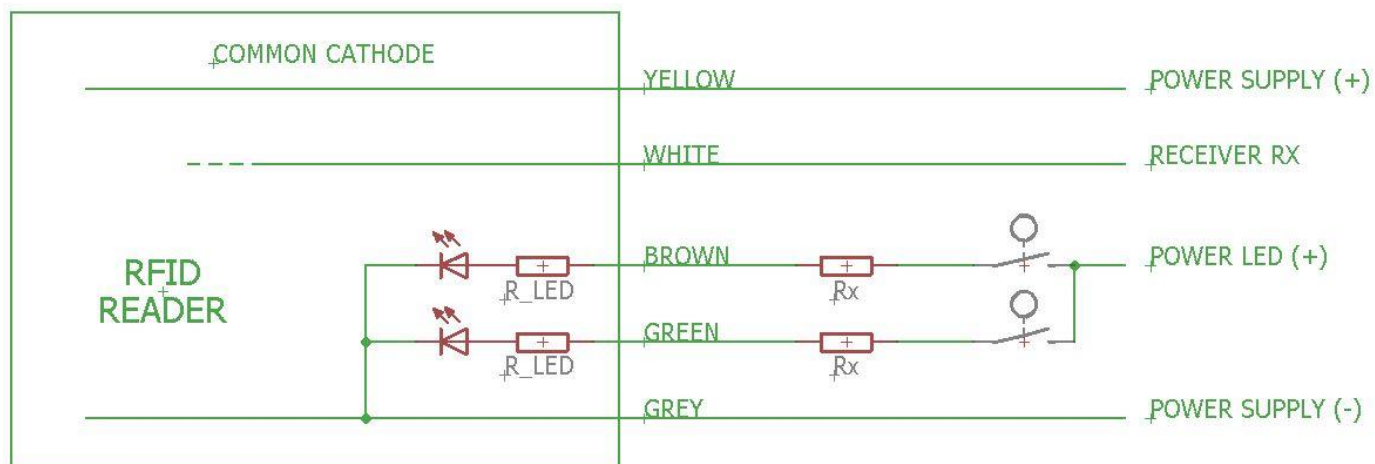 COMMON CATHODE
YELLOW
POWER SUPPLY (+)
WHITE
RECEIVER RX
RFID
READER
BROWN
POWER LED (+)
R_LED
Rx
GREEN
R_LED
Rx
GREY
POWER SUPPLY (-)